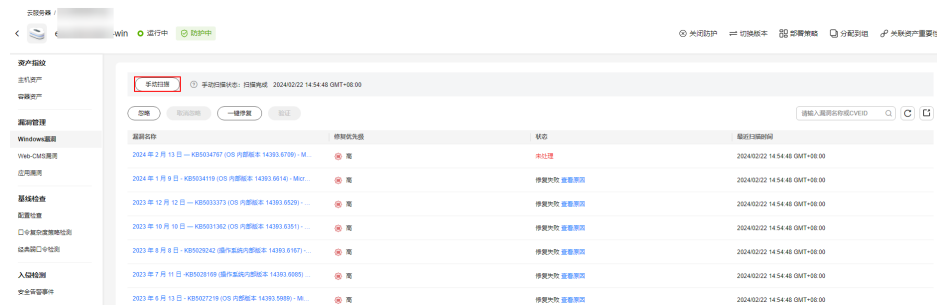 云服务器 /
-win 运行中 防护中 关闭防护 切换版本 部署策略 分配到组 关联资产重要性
资产指纹
主机资产
容器资产
漏洞管理
Windows漏洞
Web-CMS漏洞
应用漏洞
基线检查
配置检查
口令复杂度策略检测
经典弱口令检测
入侵检测
安全告警事件
手动扫描 手动扫描状态：扫描完成 2024/02/22 14:54:48 GMT+08:00
忽略 取消忽略 一键修复 验证 请输入漏洞名称或CVEID
漏洞名称 修复优先级 状态 最近扫描时间
2024 年 2 月 13 日 — KB5034767 (OS 内部版本 14393.6709) - M... 高 未处理 2024/02/22 14:54:48 GMT+08:00
2024 年 1 月 9 日 - KB5034119 (OS 内部版本 14393.6614) - Micr... 高 修复失败 查看原因 2024/02/22 14:54:48 GMT+08:00
2023 年 12 月 12 日 — KB5033373 (OS 内部版本 14393.6529) - ... 高 修复失败 查看原因 2024/02/22 14:54:48 GMT+08:00
2023 年 10 月 10 日 — KB5031362 (OS 内部版本 14393.6351) - ... 高 修复失败 查看原因 2024/02/22 14:54:48 GMT+08:00
2023 年 8 月 8 日 - KB5029242 (操作系统内部版本 14393.6167) -... 高 修复失败 查看原因 2024/02/22 14:54:48 GMT+08:00
2023 年 7 月 11 日 -KB5028169 (操作系统内部版本 14393.6085) ... 高 修复失败 查看原因 2024/02/22 14:54:48 GMT+08:00
2023 年 6 月 13 日 - KB5027219 (OS 内部版本 14393.5989) - Mi... 高 修复失败 查看原因 2024/02/22 14:54:48 GMT+08:00